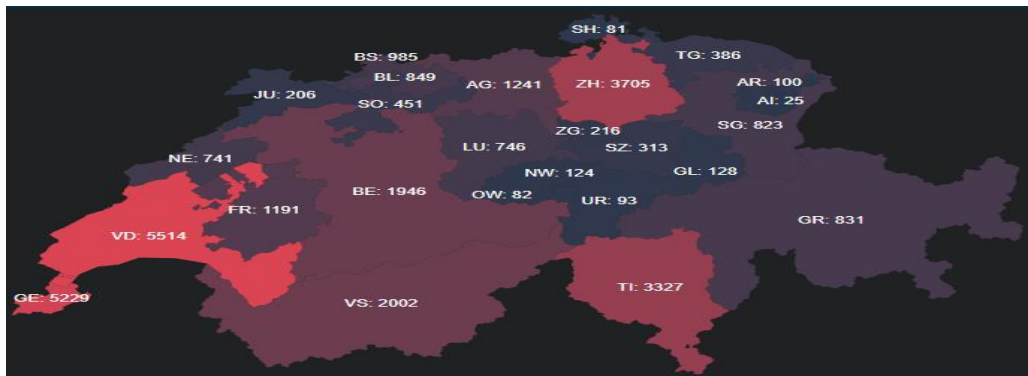 SH: 81
BS: 985
TG: 386
BL: 849
AG: 1241
ZH: 3705
AR: 100
JU: 206
SO: 451
AI: 25
ZG: 216
SG: 823
LU: 746
SZ: 313
NE: 741
NW: 124
GL: 128
BE: 1946
OW: 82
UR: 93
FR: 1191
GR: 831
VD: 5514
TI: 3327
GE: 5229
VS: 2002